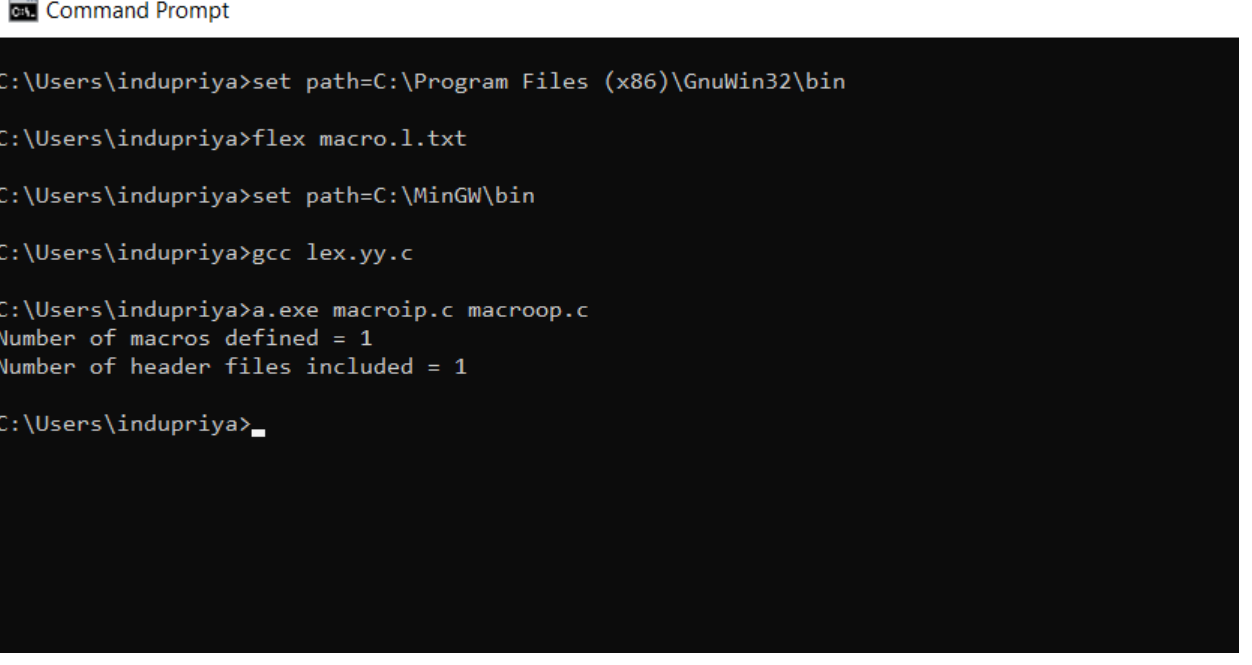 Command Prompt
C:\Users\indupriya>set path=C:\Program Files (x86)\GnuWin32\bin
C:\Users\indupriya>flex macro.l.txt
C:\Users\indupriya>set path=C:\MinGW\bin
C:\Users\indupriya>gcc lex.yy.c
C:\Users\indupriya>a.exe macroip.c macroop.c
Number of macros defined = 1
Number of header files included = 1
C:\Users\indupriya>